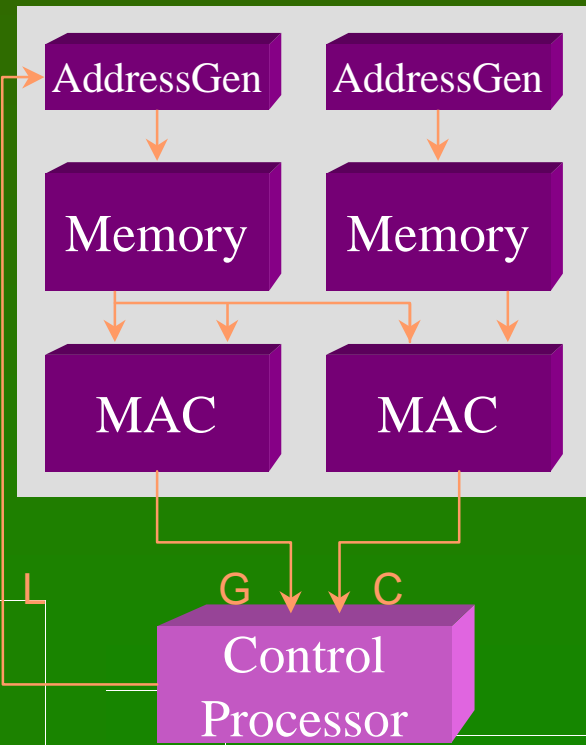 AddressGen
AddressGen
Memory
Memory
MAC
MAC
L
G
C
Control
Processor